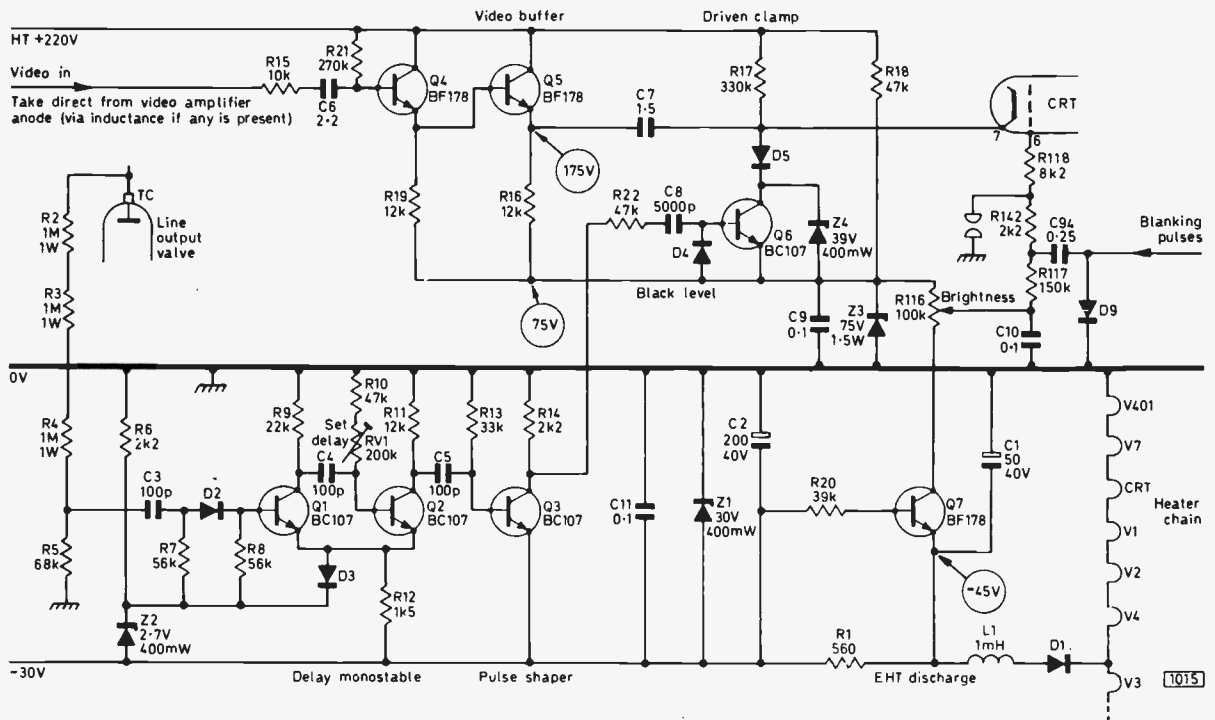 Video buffer
Driven clamp
HT +220V
Video in
Take direct from video amplifier
anode (via inductance if any is present)
R15
10k
R21
270k
C6
2·2
Q4
BF178
Q5
BF178
R17
330k
R18
47k
C7
1·5
CRT
7
6
R118
8k2
175V
D5
R19
12k
R16
12k
R22
47k
C8
5000p
D4
Q6
BC107
Z4
39V
400mW
R142
2k2
C94
0·25
Blanking
pulses
R117
150k
TC
Line
output
valve
R2
1M
1W
R3
1M
1W
75V
Black level
C9
0·1
Z3
75V
1·5W
R116
100k
Brightness
C10
0·1
D9
0V
R4
1M
1W
R6
2k2
R9
22k
R10
47k
Set
delay
RV1
200k
R11
12k
R13
33k
R14
2k2
C2
200
40V
C1
50
40V
V401
V7
CRT
V1
V2
V4
V3
Heater
chain
C3
100p
D2
C4
100p
C5
100p
Q1
BC107
Q2
BC107
Q3
BC107
C11
0·1
Z1
30V
400mW
R20
39k
Q7
BF178
R5
68k
R7
56k
R8
56k
D3
R12
1k5
-45V
Z2
2·7V
400mW
R1
560
L1
1mH
D1
-30V
Delay monostable
Pulse shaper
EHT discharge
1015